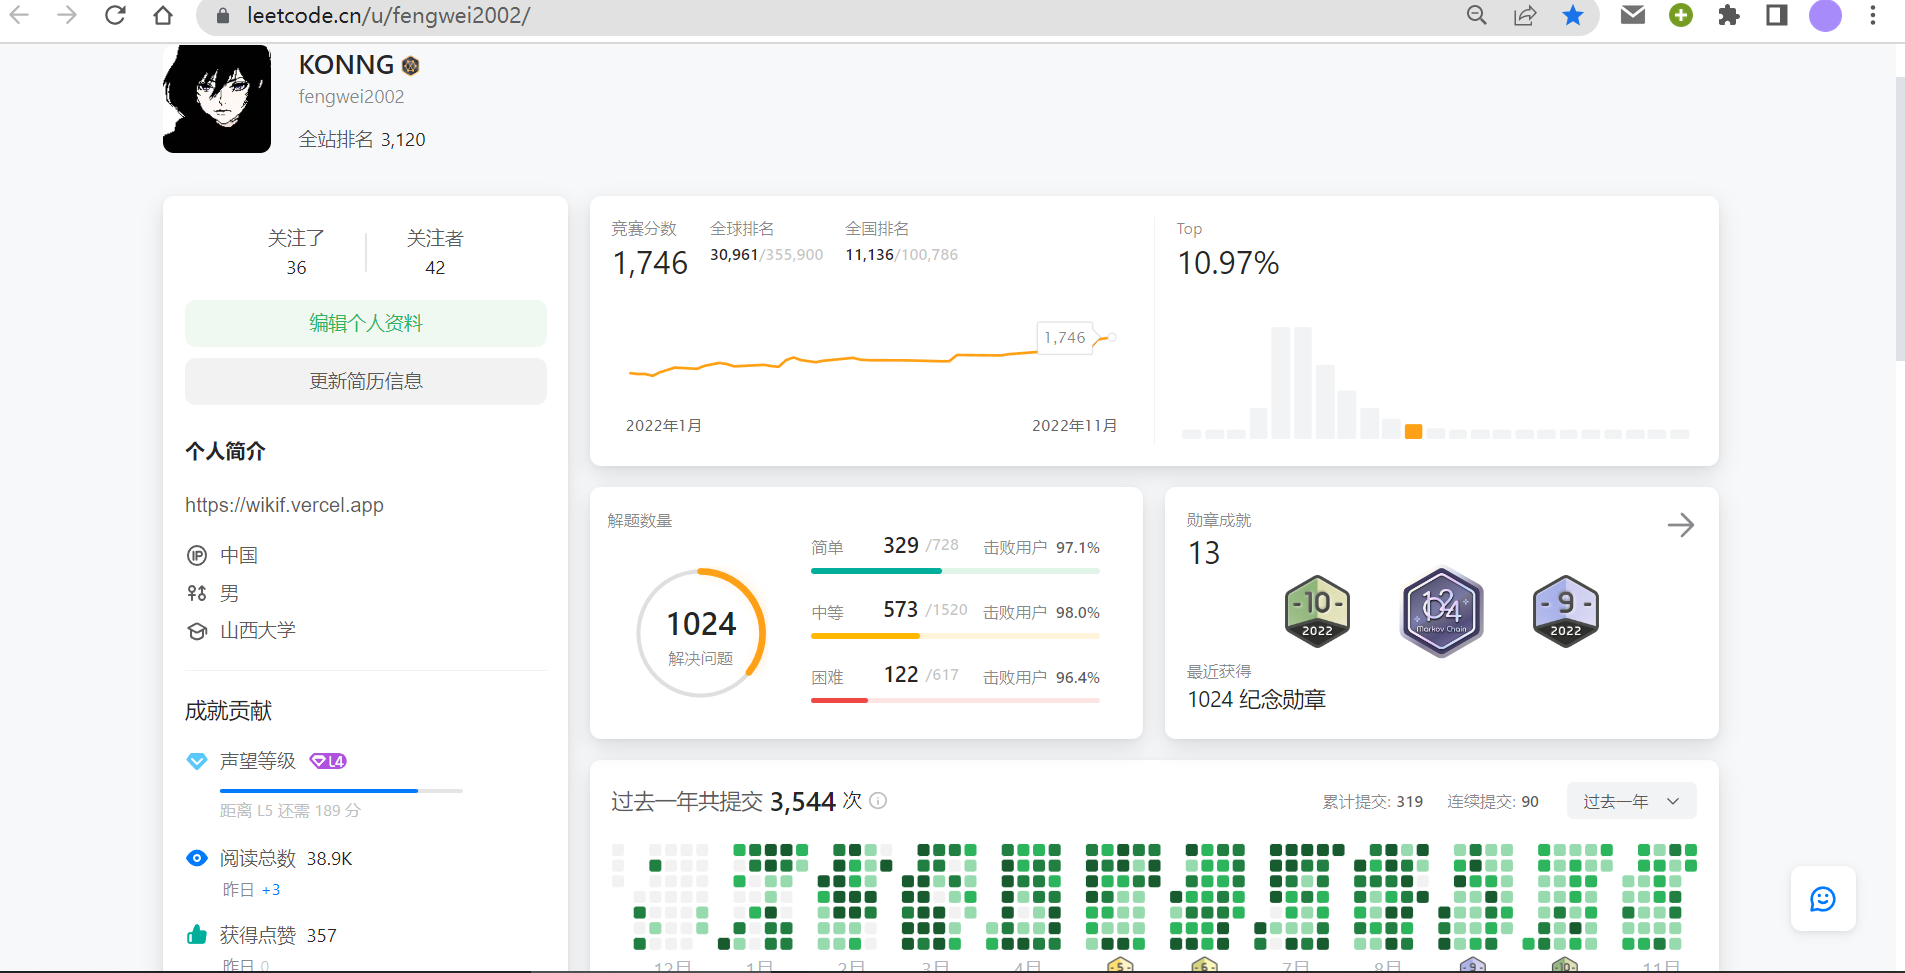 leetcode.cn/u/fengwei2002/
KONNG
fengwei2002
全站排名 3,120
关注了
36
关注者
42
编辑个人资料
更新简历信息
个人简介
https://wikif.vercel.app
IP 中国
男
山西大学
成就贡献
声望等级 L4
距离 L5 还需 189 分
阅读总数 38.9K
昨日 +3
获得点赞 357
昨日 0
竞赛分数
1,746
全球排名
30,961/355,900
全国排名
11,136/100,786
1,746
2022年1月
2022年11月
Top
10.97%
解题数量
1024
解决问题
简单 329 /728 击败用户 97.1%
中等 573 /1520 击败用户 98.0%
困难 122 /617 击败用户 96.4%
勋章成就
13
-10-
2022
1024
Markov Chain
-9-
2022
最近获得
1024 纪念勋章
过去一年共提交 3,544 次
累计提交: 319 连续提交: 90 过去一年
12月 1月 2月 3月 4月 -5- -6- 7月 8月 -9- -10- 11月